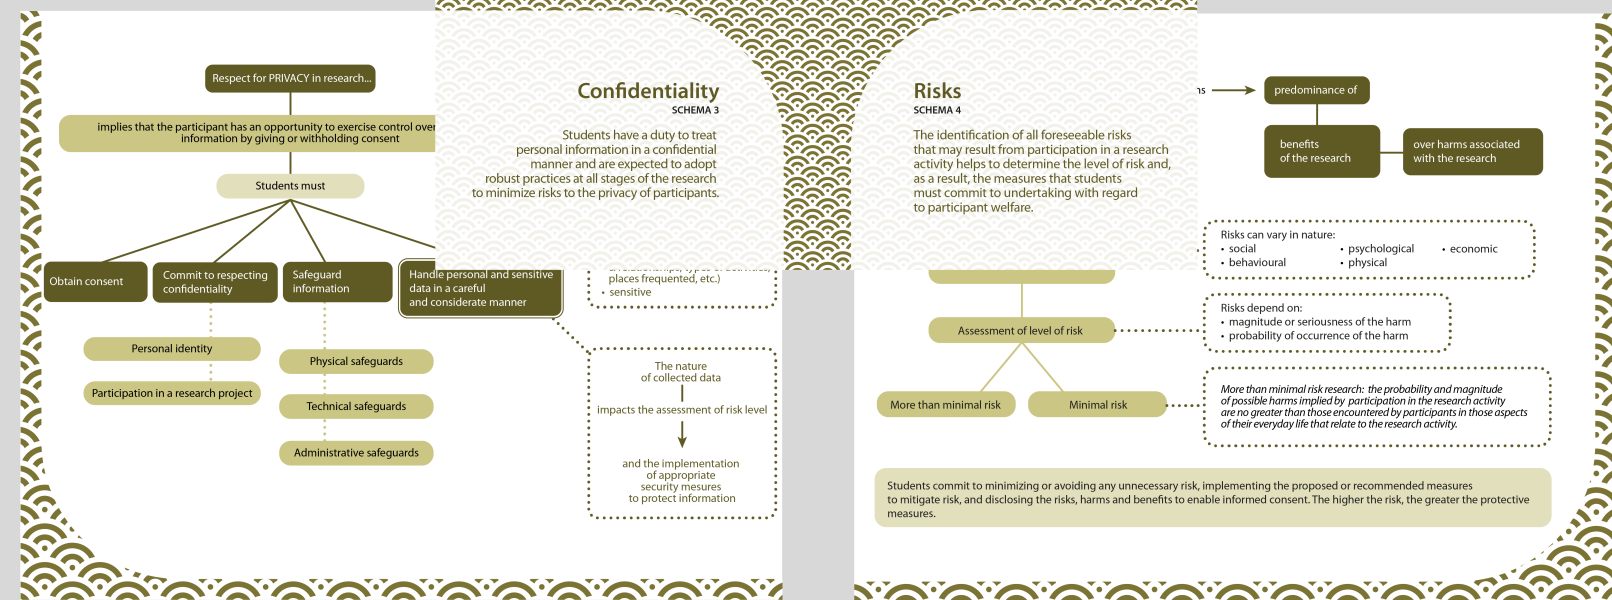 Respect for PRIVACY in research...
implies that the participant has an opportunity to exercise control over
information by giving or withholding consent
Students must
Obtain consent
Commit to respecting
confidentiality
Safeguard
information
Handle personal and sensitive
data in a careful
and considerate manner
Personal identity
Participation in a research project
Physical safeguards
Technical safeguards
Administrative safeguards
places frequented, etc.)
• sensitive
The nature
of collected data
impacts the assessment of risk level
and the implementation
of appropriate
security mesures
to protect information
Confidentiality
SCHEMA 3
Students have a duty to treat
personal information in a confidential
manner and are expected to adopt
robust practices at all stages of the research
to minimize risks to the privacy of participants.
Risks
SCHEMA 4
The identification of all foreseeable risks
that may result from participation in a research
activity helps to determine the level of risk and,
as a result, the measures that students
must commit to undertaking with regard
to participant welfare.
predominance of
benefits
of the research
over harms associated
with the research
Risks can vary in nature:
• social • psychological • economic
• behavioural • physical
Assessment of level of risk
Risks depend on:
• magnitude or seriousness of the harm
• probability of occurrence of the harm
More than minimal risk
Minimal risk
More than minimal risk research: the probability and magnitude
of possible harms implied by participation in the research activity
are no greater than those encountered by participants in those aspects
of their everyday life that relate to the research activity.
Students commit to minimizing or avoiding any unnecessary risk, implementing the proposed or recommended measures
to mitigate risk, and disclosing the risks, harms and benefits to enable informed consent. The higher the risk, the greater the protective
measures.